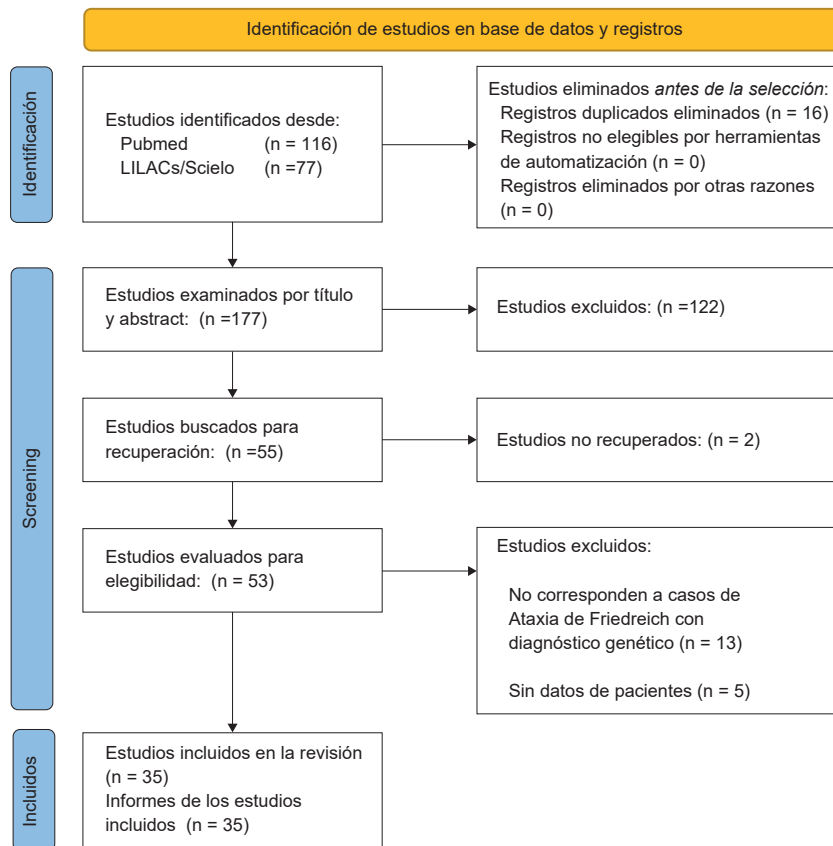 Identificación de estudios en base de datos y registros
Identificación
Estudios identificados desde:
Pubmed (n = 116)
LILACs/Scielo (n =77)
Estudios eliminados antes de la selección:
Registros duplicados eliminados (n = 16)
Registros no elegibles por herramientas
de automatización (n = 0)
Registros eliminados por otras razones
(n = 0)
Screening
Estudios examinados por título
y abstract: (n =177)
Estudios excluidos: (n =122)
Estudios buscados para
recuperación: (n =55)
Estudios no recuperados: (n = 2)
Estudios evaluados para
elegibilidad: (n = 53)
Estudios excluidos:
No corresponden a casos de
Ataxia de Friedreich con
diagnóstico genético (n = 13)
Sin datos de pacientes (n = 5)
Incluidos
Estudios incluidos en la revisión
(n = 35)
Informes de los estudios
incluidos (n = 35)